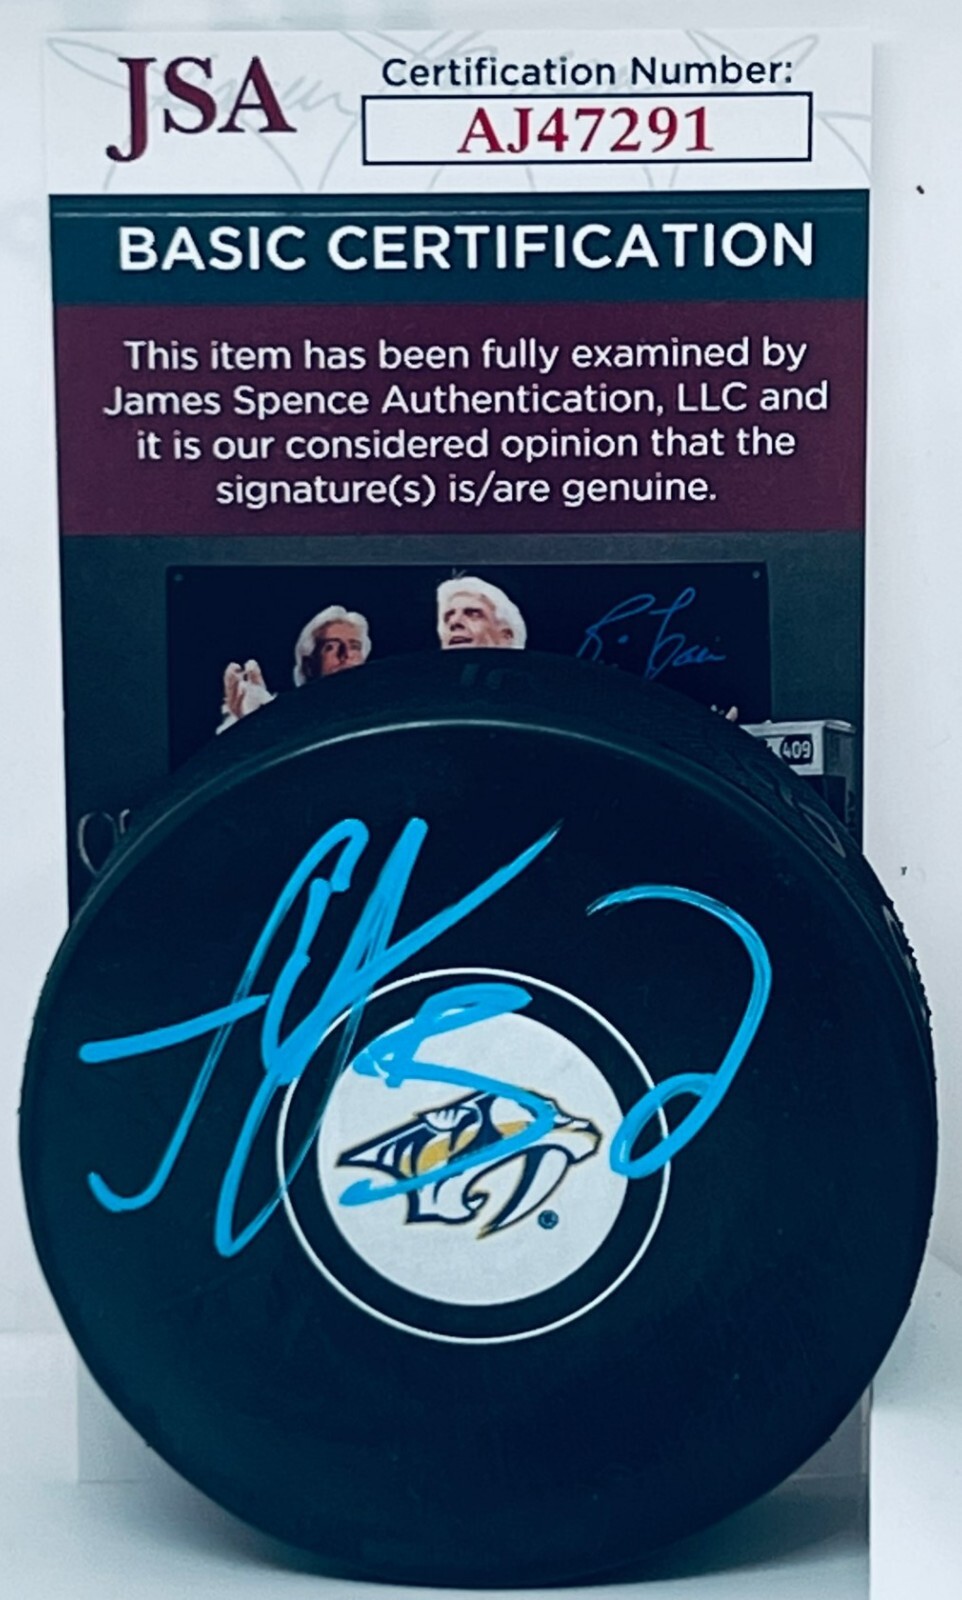 JSA
Certification Number:
AJ47291
BASIC CERTIFICATION
This item has been fully examined by
James Spence Authentication, LLC and
it is our considered opinion that the
signature(s) is/are genuine.
409